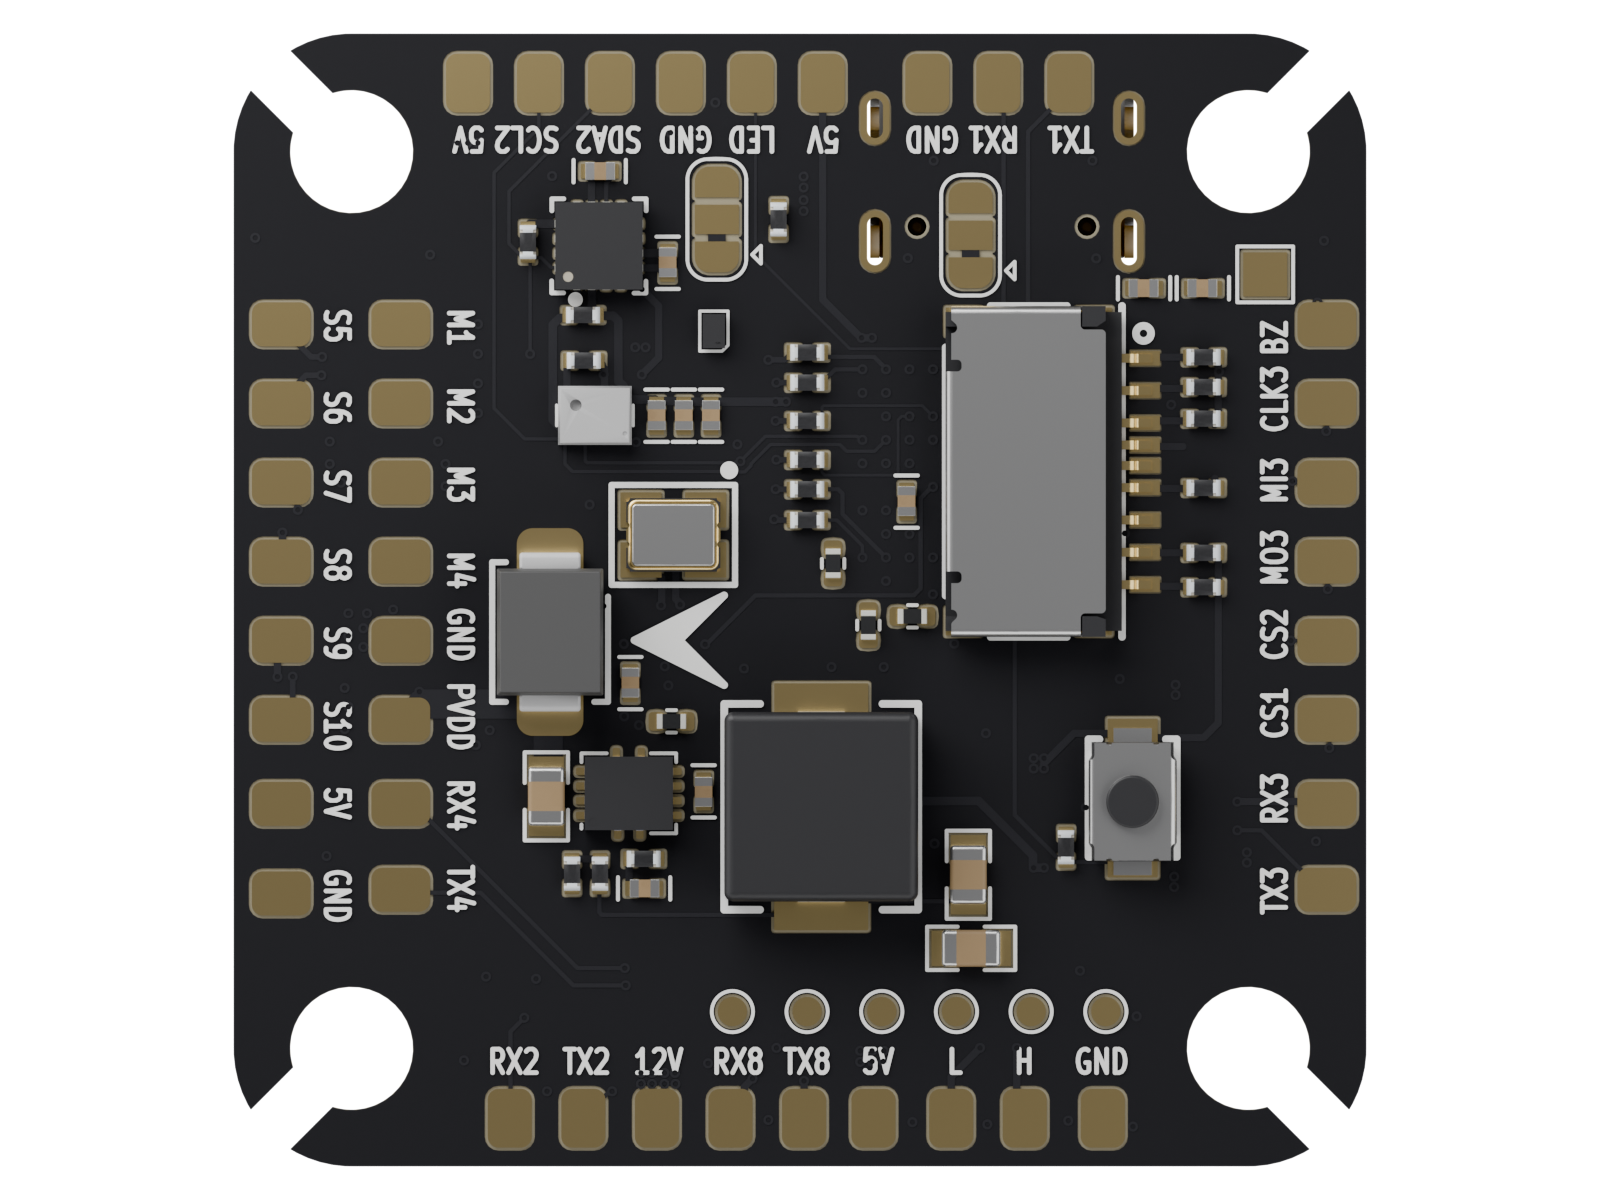 5V SCL2 SDA2 GND LED 5V GND RX1 TX1
S5 M1
S6 M2
S7 M3
S8 M4
S9 GND
S10 PVDD
5V RX4
GND TX4
BZ
CLK3
MI3
MO3
CS2
CS1
RX3
TX3
RX2 TX2 12V RX8 TX8 5V L H GND